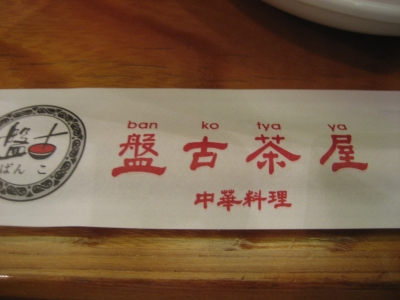 盤古
ばんこ
ban ko tya ya
盤古茶屋
中華料理